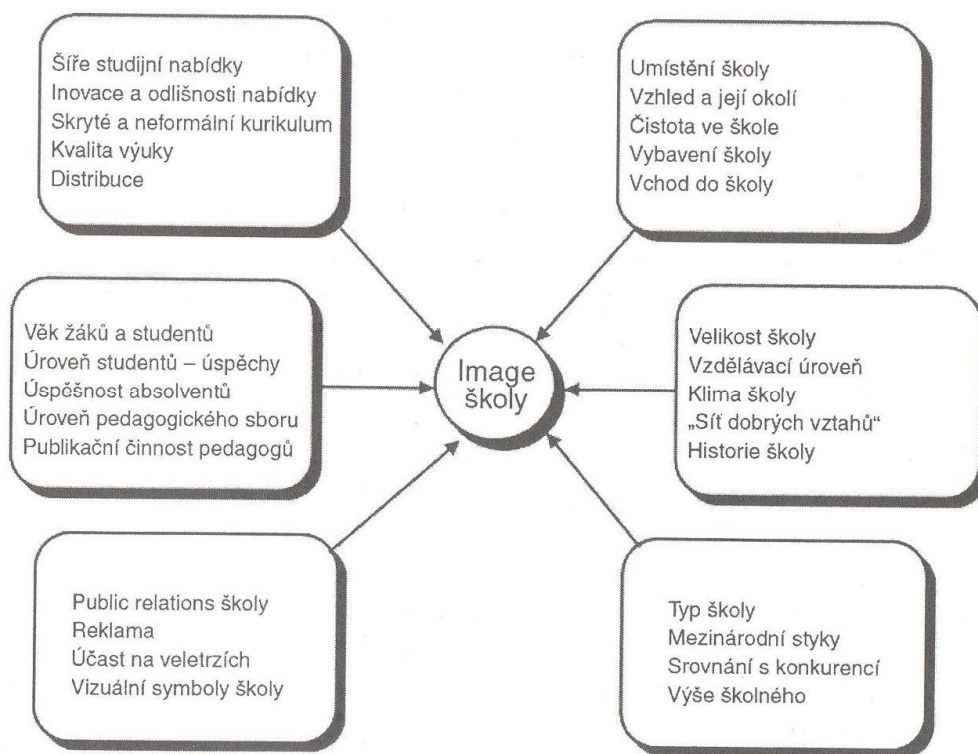 Šíře studijní nabídky
Inovace a odlišnosti nabídky
Skryté a neformální kurikulum
Kvalita výuky
Distribuce
Umístění školy
Vzhled a její okolí
Čistota ve škole
Vybavení školy
Vchod do školy
Věk žáků a studentů
Úroveň studentů – úspěchy
Úspěšnost absolventů
Úroveň pedagogického sboru
Publikační činnost pedagogů
Image
školy
Velikost školy
Vzdělávací úroveň
Klima školy
„Síť dobrých vztahů“
Historie školy
Public relations školy
Reklama
Účast na veletrzích
Vizuální symboly školy
Typ školy
Mezinárodní styky
Srovnání s konkurencí
Výše školného